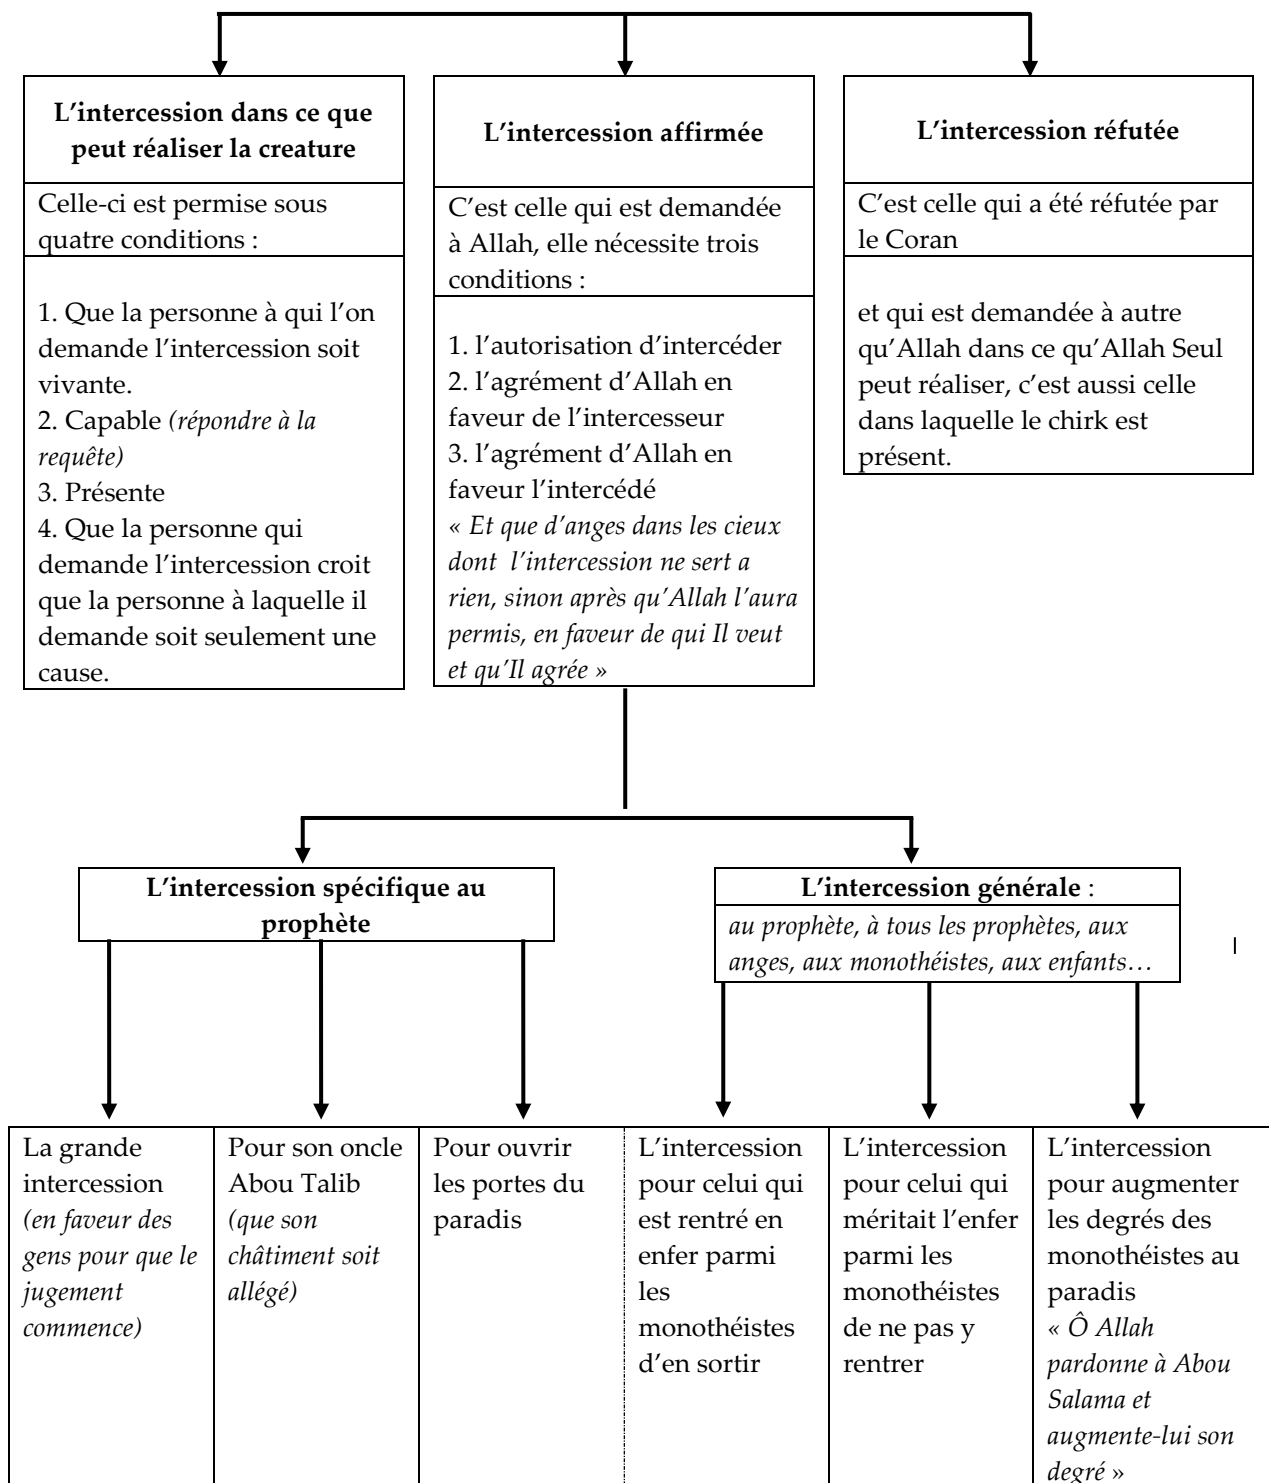 L’intercession dans ce que
peut réaliser la creature
Celle-ci est permise sous
quatre conditions :
1. Que la personne à qui l’on
demande l’intercession soit
vivante.
2. Capable (répondre à la
requête)
3. Présente
4. Que la personne qui
demande l’intercession croit
que la personne à laquelle il
demande soit seulement une
cause.
L’intercession affirmée
C’est celle qui est demandée
à Allah, elle nécessite trois
conditions :
1. l’autorisation d’intercéder
2. l’agrément d’Allah en
faveur de l’intercesseur
3. l’agrément d’Allah en
faveur l’intercédé
« Et que d’anges dans les cieux
dont l’intercession ne sert a
rien, sinon après qu’Allah l’aura
permis, en faveur de qui Il veut
et qu’Il agrée »
L’intercession réfutée
C’est celle qui a été réfutée par
le Coran
et qui est demandée à autre
qu’Allah dans ce qu’Allah Seul
peut réaliser, c’est aussi celle
dans laquelle le chirk est
présent.
L’intercession spécifique au
prophète
L’intercession générale :
au prophète, à tous les prophètes, aux
anges, aux monothéistes, aux enfants…
La grande
intercession
(en faveur des
gens pour que le
jugement
commence)
Pour son oncle
Abou Talib
(que son
châtiment soit
allégé)
Pour ouvrir
les portes du
paradis
L’intercession
pour celui qui
est rentré en
enfer parmi
les
monothéistes
d’en sortir
L’intercession
pour celui qui
méritait l’enfer
parmi les
monothéistes
de ne pas y
rentrer
L’intercession
pour augmenter
les degrés des
monothéistes au
paradis
« Ô Allah
pardonne à Abou
Salama et
augmente-lui son
degré »